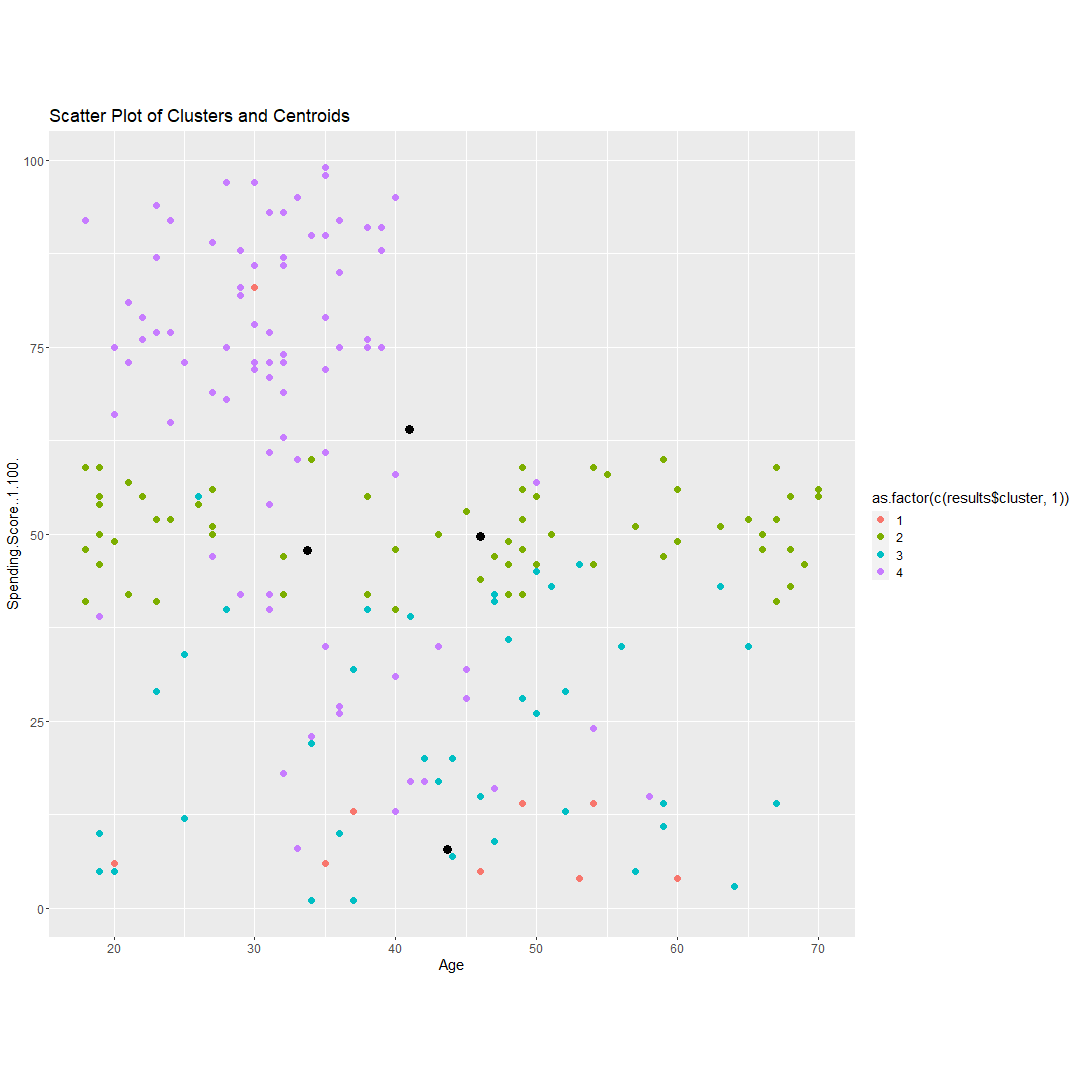 Scatter Plot of Clusters and Centroids
100
75
50
25
0
Spending.Score..1.100.
20 30 40 50 60 70
Age
as.factor(c(results$cluster, 1))
1
2
3
4